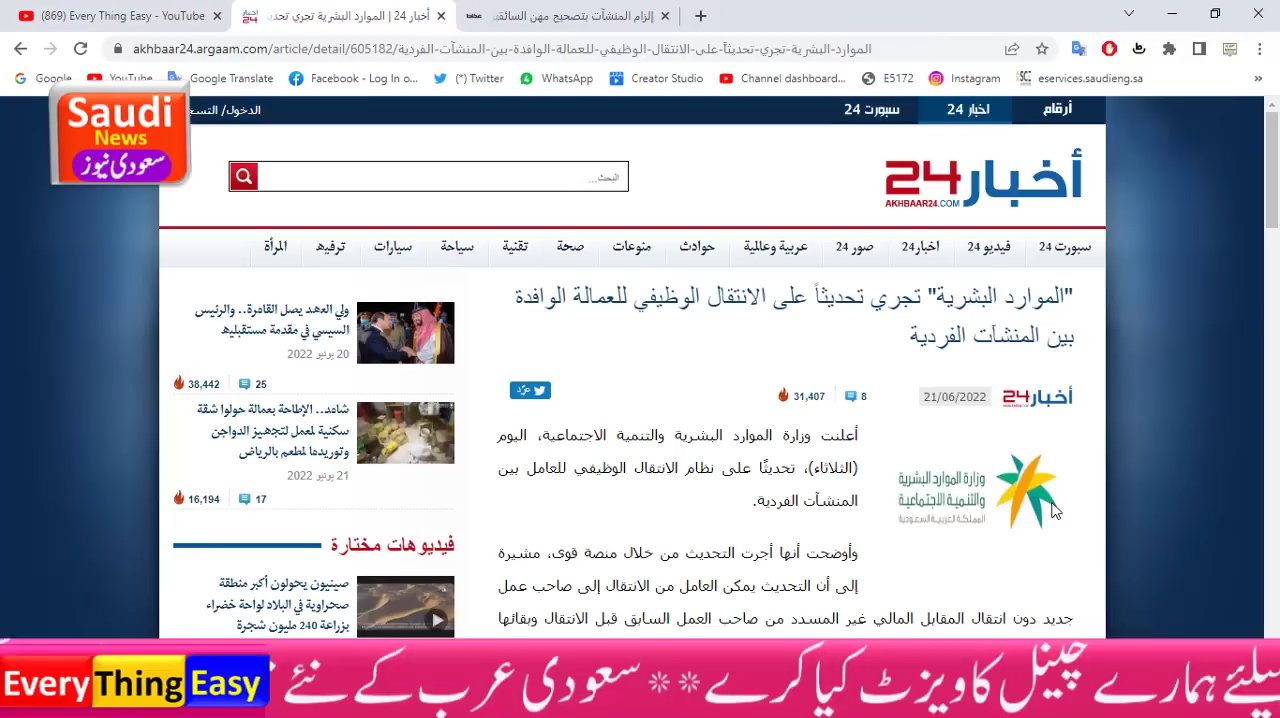 (869) Every Thing Easy - YouTube
أخبار 24 | الموارد البشرية تجري تحديث
إلزام المنشآت بتصحيح مهن السائقي
akhbaar24.argaam.com/article/detail/605182/الموارد-البشرية-تجري-تحديثاً-على-الانتقال-الوظيفي-للعمالة-الوافدة-بين-المنشآت-الفردية
Google
YouTube
Google Translate
Facebook - Log In o...
(*) Twitter
WhatsApp
Creator Studio
Channel dashboard...
E5172
Instagram
eservices.saudieng.sa
»
Saudi
News
سعودی نیوز
أرقام
اخبار 24
سبورت 24
الدخول/ التسـ
أخبار24
AKHBAAR24.COM
البحث...
سبورت 24
فيديو 24
اخبار24
صور 24
عربية وعالمية
حوادث
منوعات
صحة
تقنية
سياحة
سيارات
ترفيه
المرأة
"الموارد البشرية" تجري تحديثاً على الانتقال الوظيفي للعمالة الوافدة
بين المنشآت الفردية
أخبار24
21/06/2022
8
31,407
غرّد
وزارة الموارد البشرية
والتنمية الاجتماعية
المملكة العربية السعودية
أعلنت وزارة الموارد البشرية والتنمية الاجتماعية، اليوم
(الثلاثاء)، تحديثًا على نظام الانتقال الوظيفي للعامل بين
المنشآت الفردية.
وأوضحت أنها أجرت التحديث من خلال منصة قوى، مشيرة
إلى أن التحديث يمكن العامل من الانتقال إلى صاحب عمل
جديد دون انتقال المقابل المالي غير المسدد من صاحب العمل السابق قبل الانتقال وبقائها
ولي العهد يصل القاهرة.. والرئيس
السيسي في مقدمة مستقبليه
20 يونيو 2022
25
38,442
شاهد.. الإطاحة بعمالة حولوا شقة
سكنية لمعمل لتجهيز الدواجن
وتوريدها لمطعم بالرياض
21 يونيو 2022
17
16,194
فيديوهات مختارة
صينيون يحولون أكبر منطقة
صحراوية في البلاد لواحة خضراء
بزراعة 240 مليون شجرة
Every Thing Easy
سیلئے ہمارے چینل کا ویزٹ کیا کرے ** سعودی عرب کے نئے